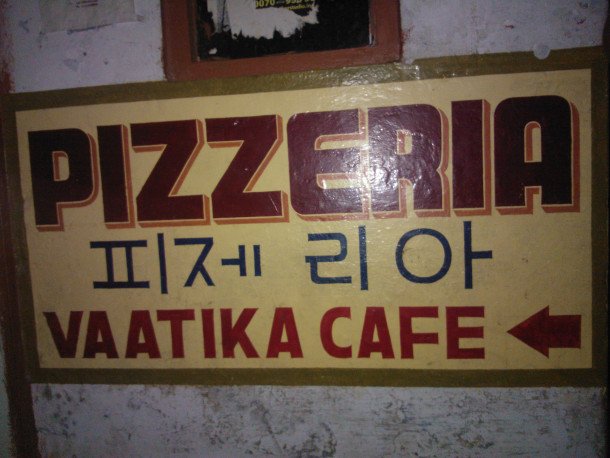 PIZZERIA
피제 리아
VAATIKA CAFE